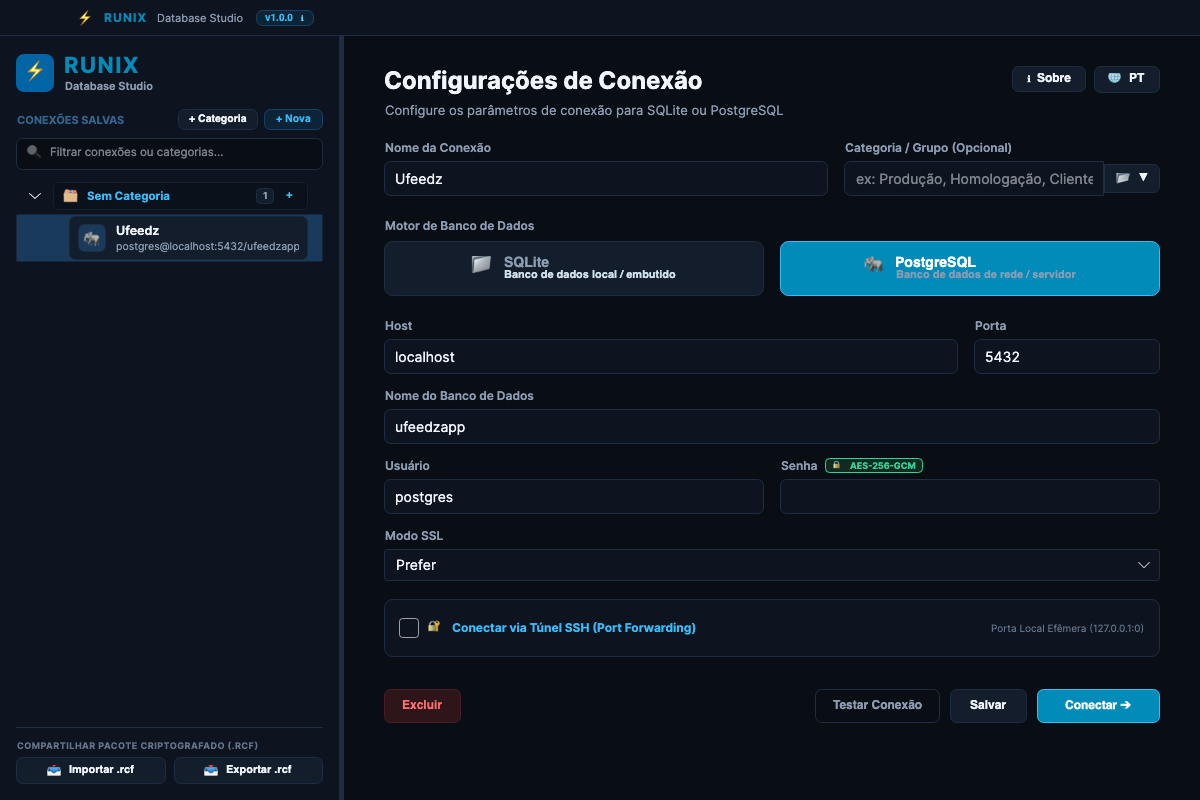 RUNIX Database Studio v1.0.0 ℹ
RUNIX
Database Studio
CONEXÕES SALVAS + Categoria + Nova
Filtrar conexões ou categorias...
Sem Categoria 1 +
Ufeedz
postgres@localhost:5432/ufeedzapp
COMPARTILHAR PACOTE CRIPTOGRAFADO (.RCF)
Importar .rcf Exportar .rcf
Configurações de Conexão ℹ Sobre PT
Configure os parâmetros de conexão para SQLite ou PostgreSQL
Nome da Conexão Categoria / Grupo (Opcional)
Ufeedz ex: Produção, Homologação, Cliente ▼
Motor de Banco de Dados
SQLite
Banco de dados local / embutido
PostgreSQL
Banco de dados de rede / servidor
Host Porta
localhost 5432
Nome do Banco de Dados
ufeedzapp
Usuário Senha AES-256-GCM
postgres
Modo SSL
Prefer
Conectar via Túnel SSH (Port Forwarding) Porta Local Efêmera (127.0.0.1:0)
Excluir Testar Conexão Salvar Conectar →